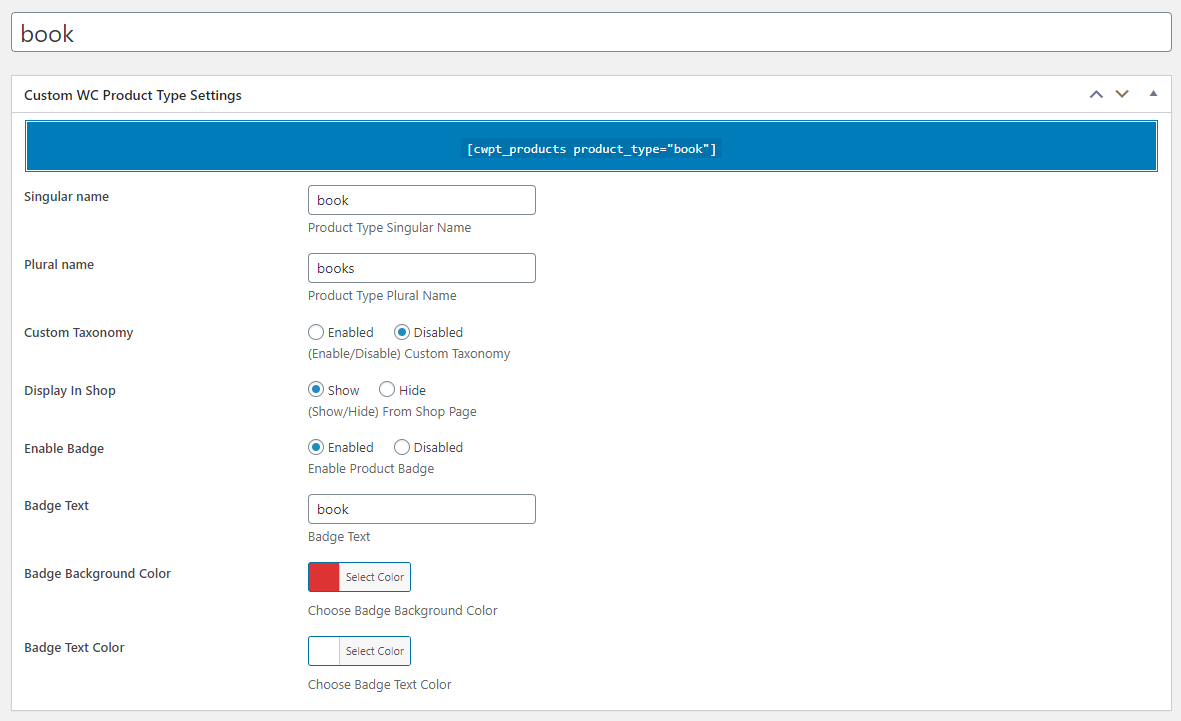 book
Custom WC Product Type Settings
[cwpt_products product_type="book"]
Singular name
book
Product Type Singular Name
Plural name
books
Product Type Plural Name
Custom Taxonomy
Enabled Disabled
(Enable/Disable) Custom Taxonomy
Display In Shop
Show Hide
(Show/Hide) From Shop Page
Enable Badge
Enabled Disabled
Enable Product Badge
Badge Text
book
Badge Text
Badge Background Color
Select Color
Choose Badge Background Color
Badge Text Color
Select Color
Choose Badge Text Color